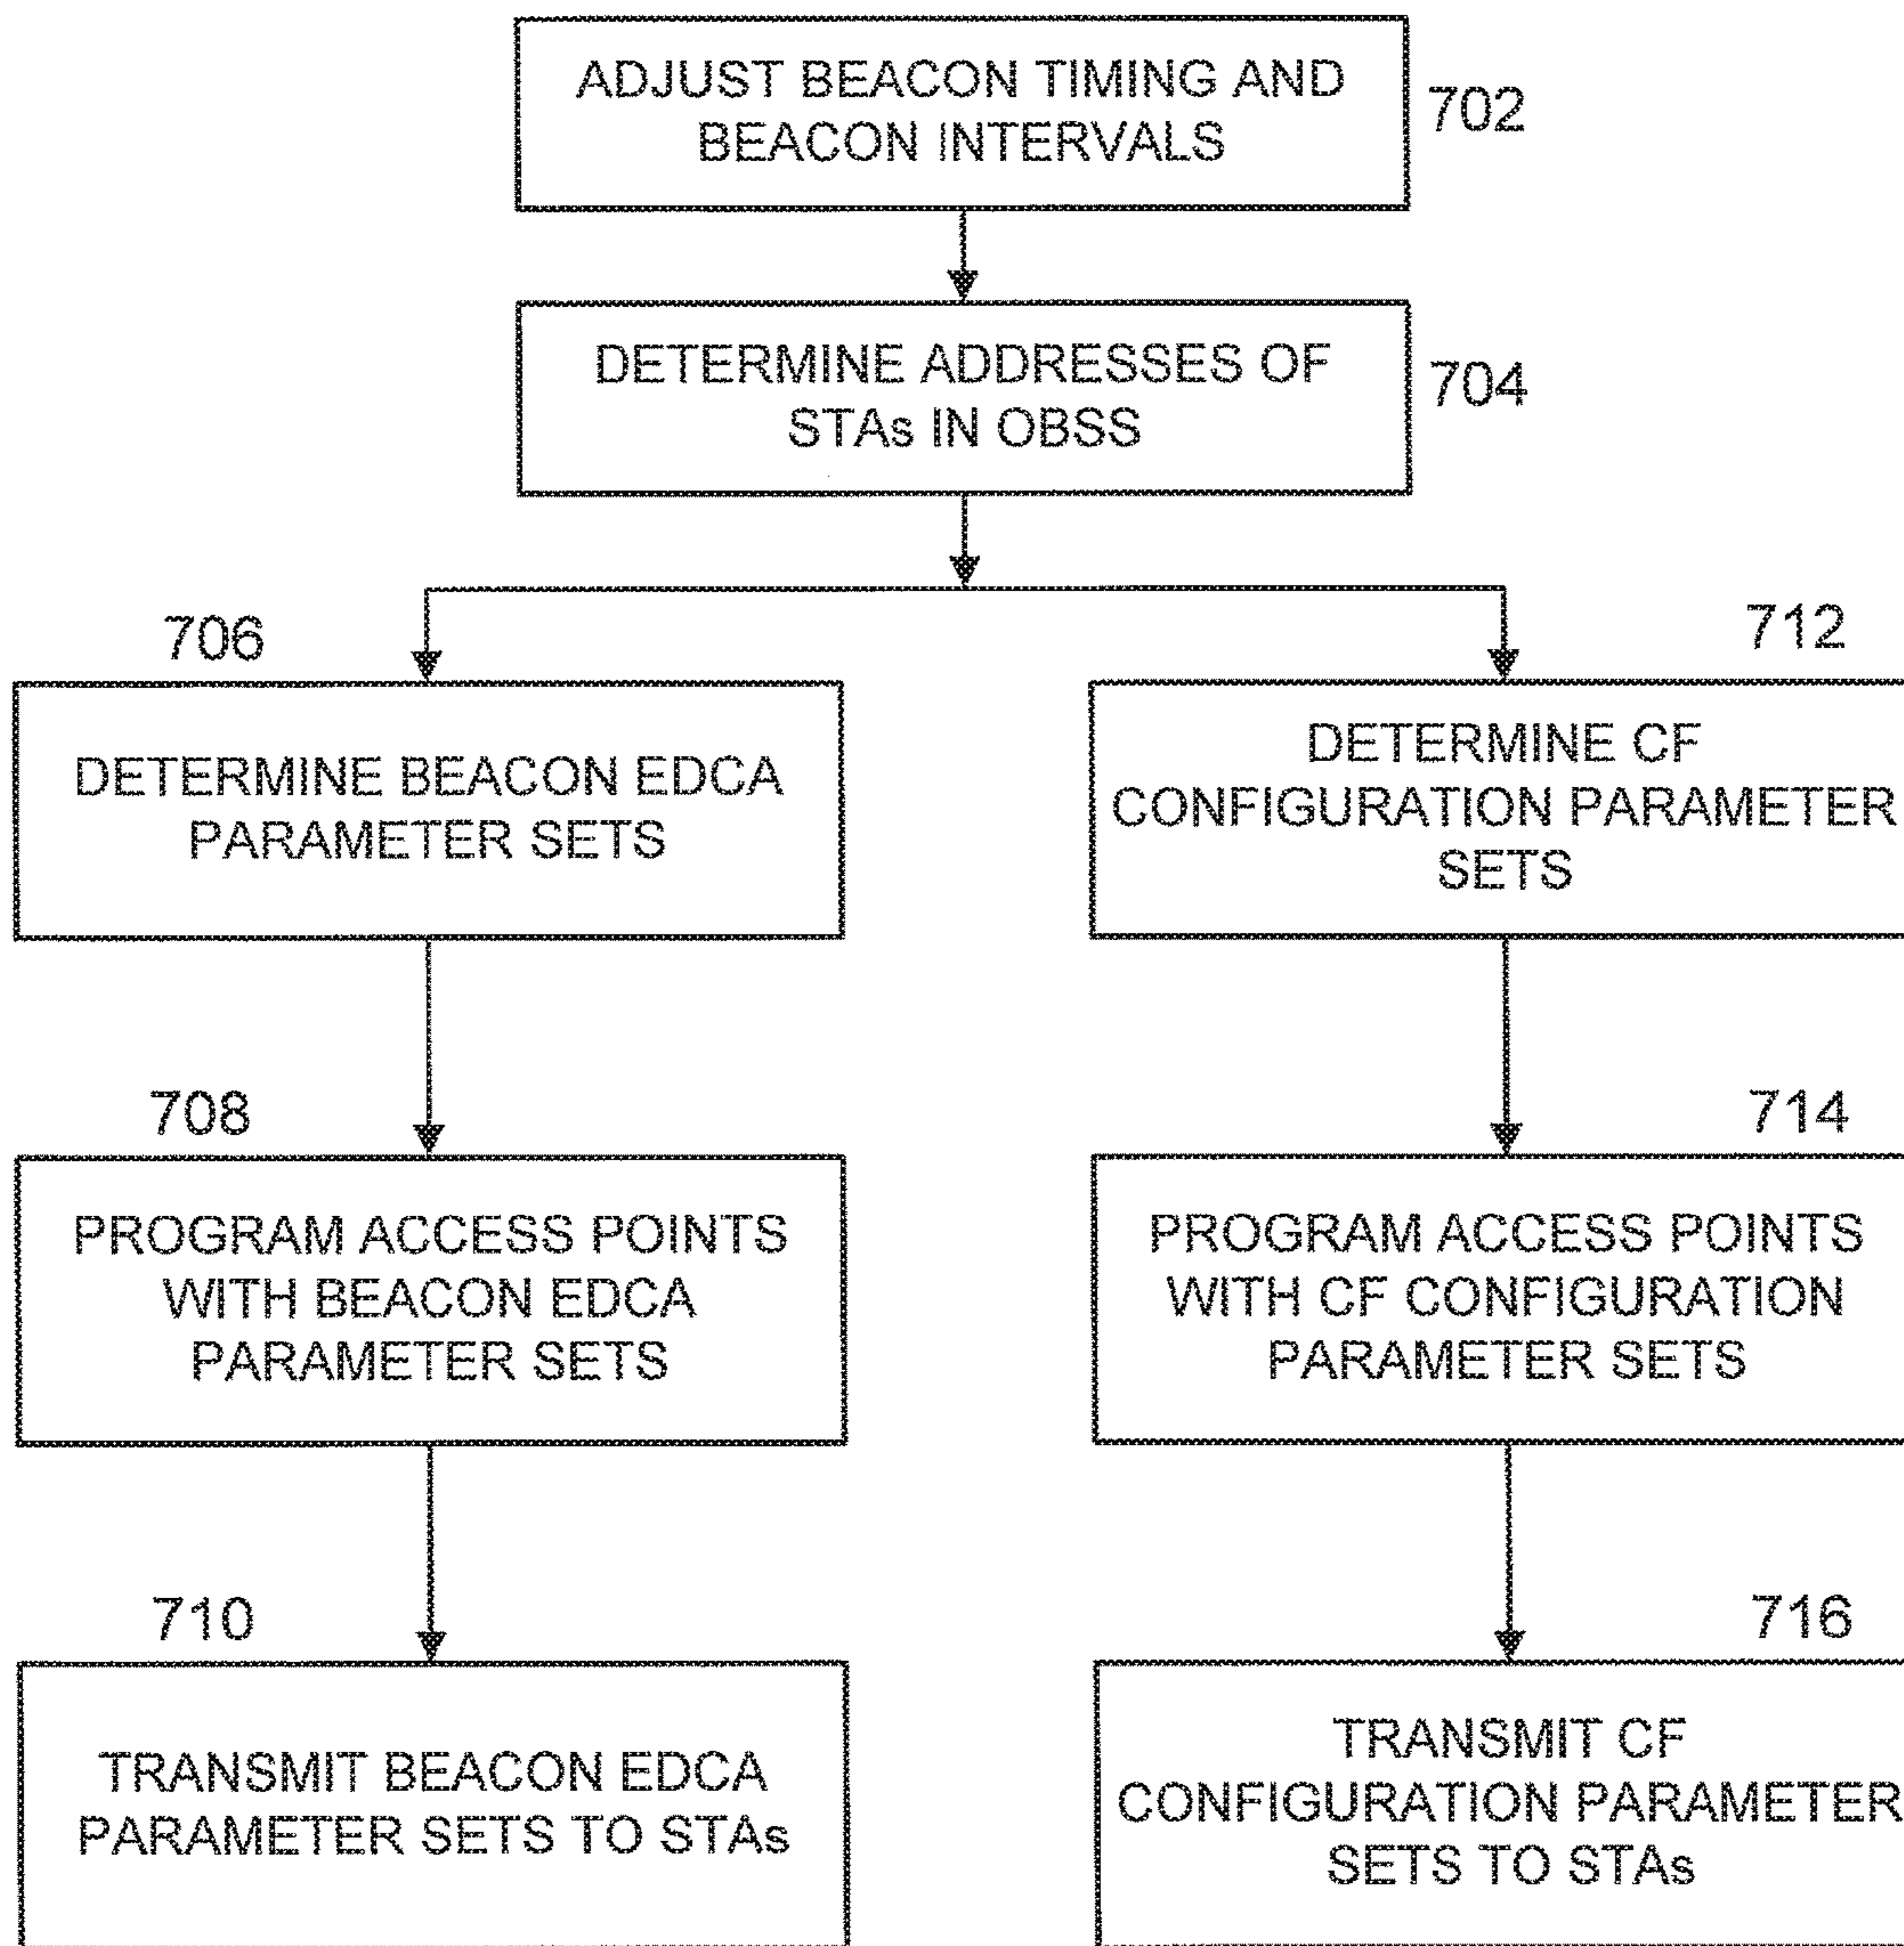 ADJUST BEACON TIMING AND
BEACON INTERVALS
702
DETERMINE ADDRESSES OF
STAs IN OBSS
704
706
DETERMINE BEACON EDCA
PARAMETER SETS
712
DETERMINE CF
CONFIGURATION PARAMETER
SETS
708
PROGRAM ACCESS POINTS
WITH BEACON EDCA
PARAMETER SETS
714
PROGRAM ACCESS POINTS
WITH CF CONFIGURATION
PARAMETER SETS
710
TRANSMIT BEACON EDCA
PARAMETER SETS TO STAs
716
TRANSMIT CF
CONFIGURATION PARAMETER
SETS TO STAs